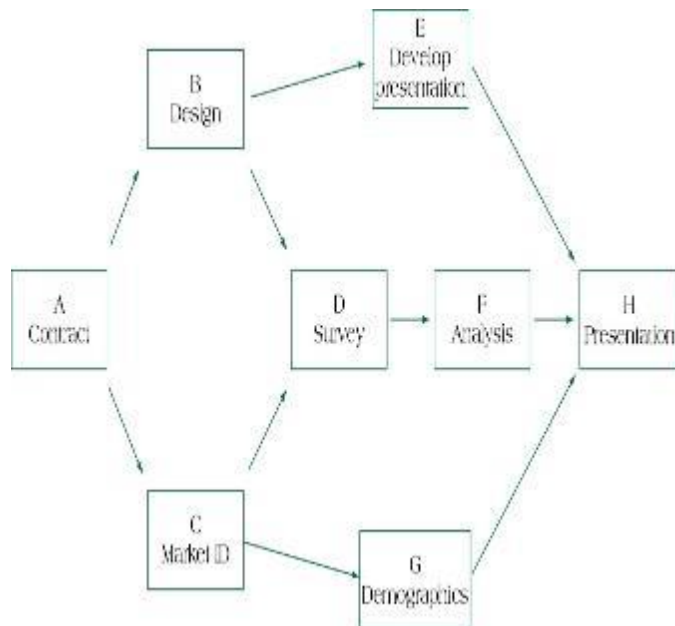 E
Develop
presentation
B
Design
A
Contract
D
Survey
F
Analysis
H
Presentation
C
Market ID
G
Demographics